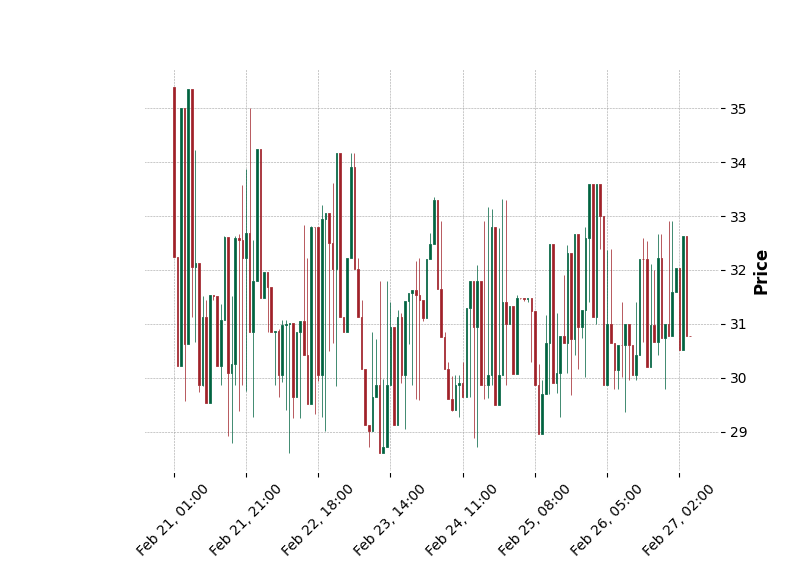 35
34
33
32
31
30
29
Price
Feb 21, 01:00
Feb 21, 21:00
Feb 22, 18:00
Feb 23, 14:00
Feb 24, 11:00
Feb 25, 08:00
Feb 26, 05:00
Feb 27, 02:00